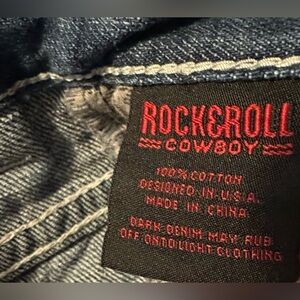 ROCK&ROLL
COWBOY
100% COTTON
DESIGNED IN U.S.A.
MADE IN CHINA
DARK DENIM MAY RUB
OFF ONTO LIGHT CLOTHING